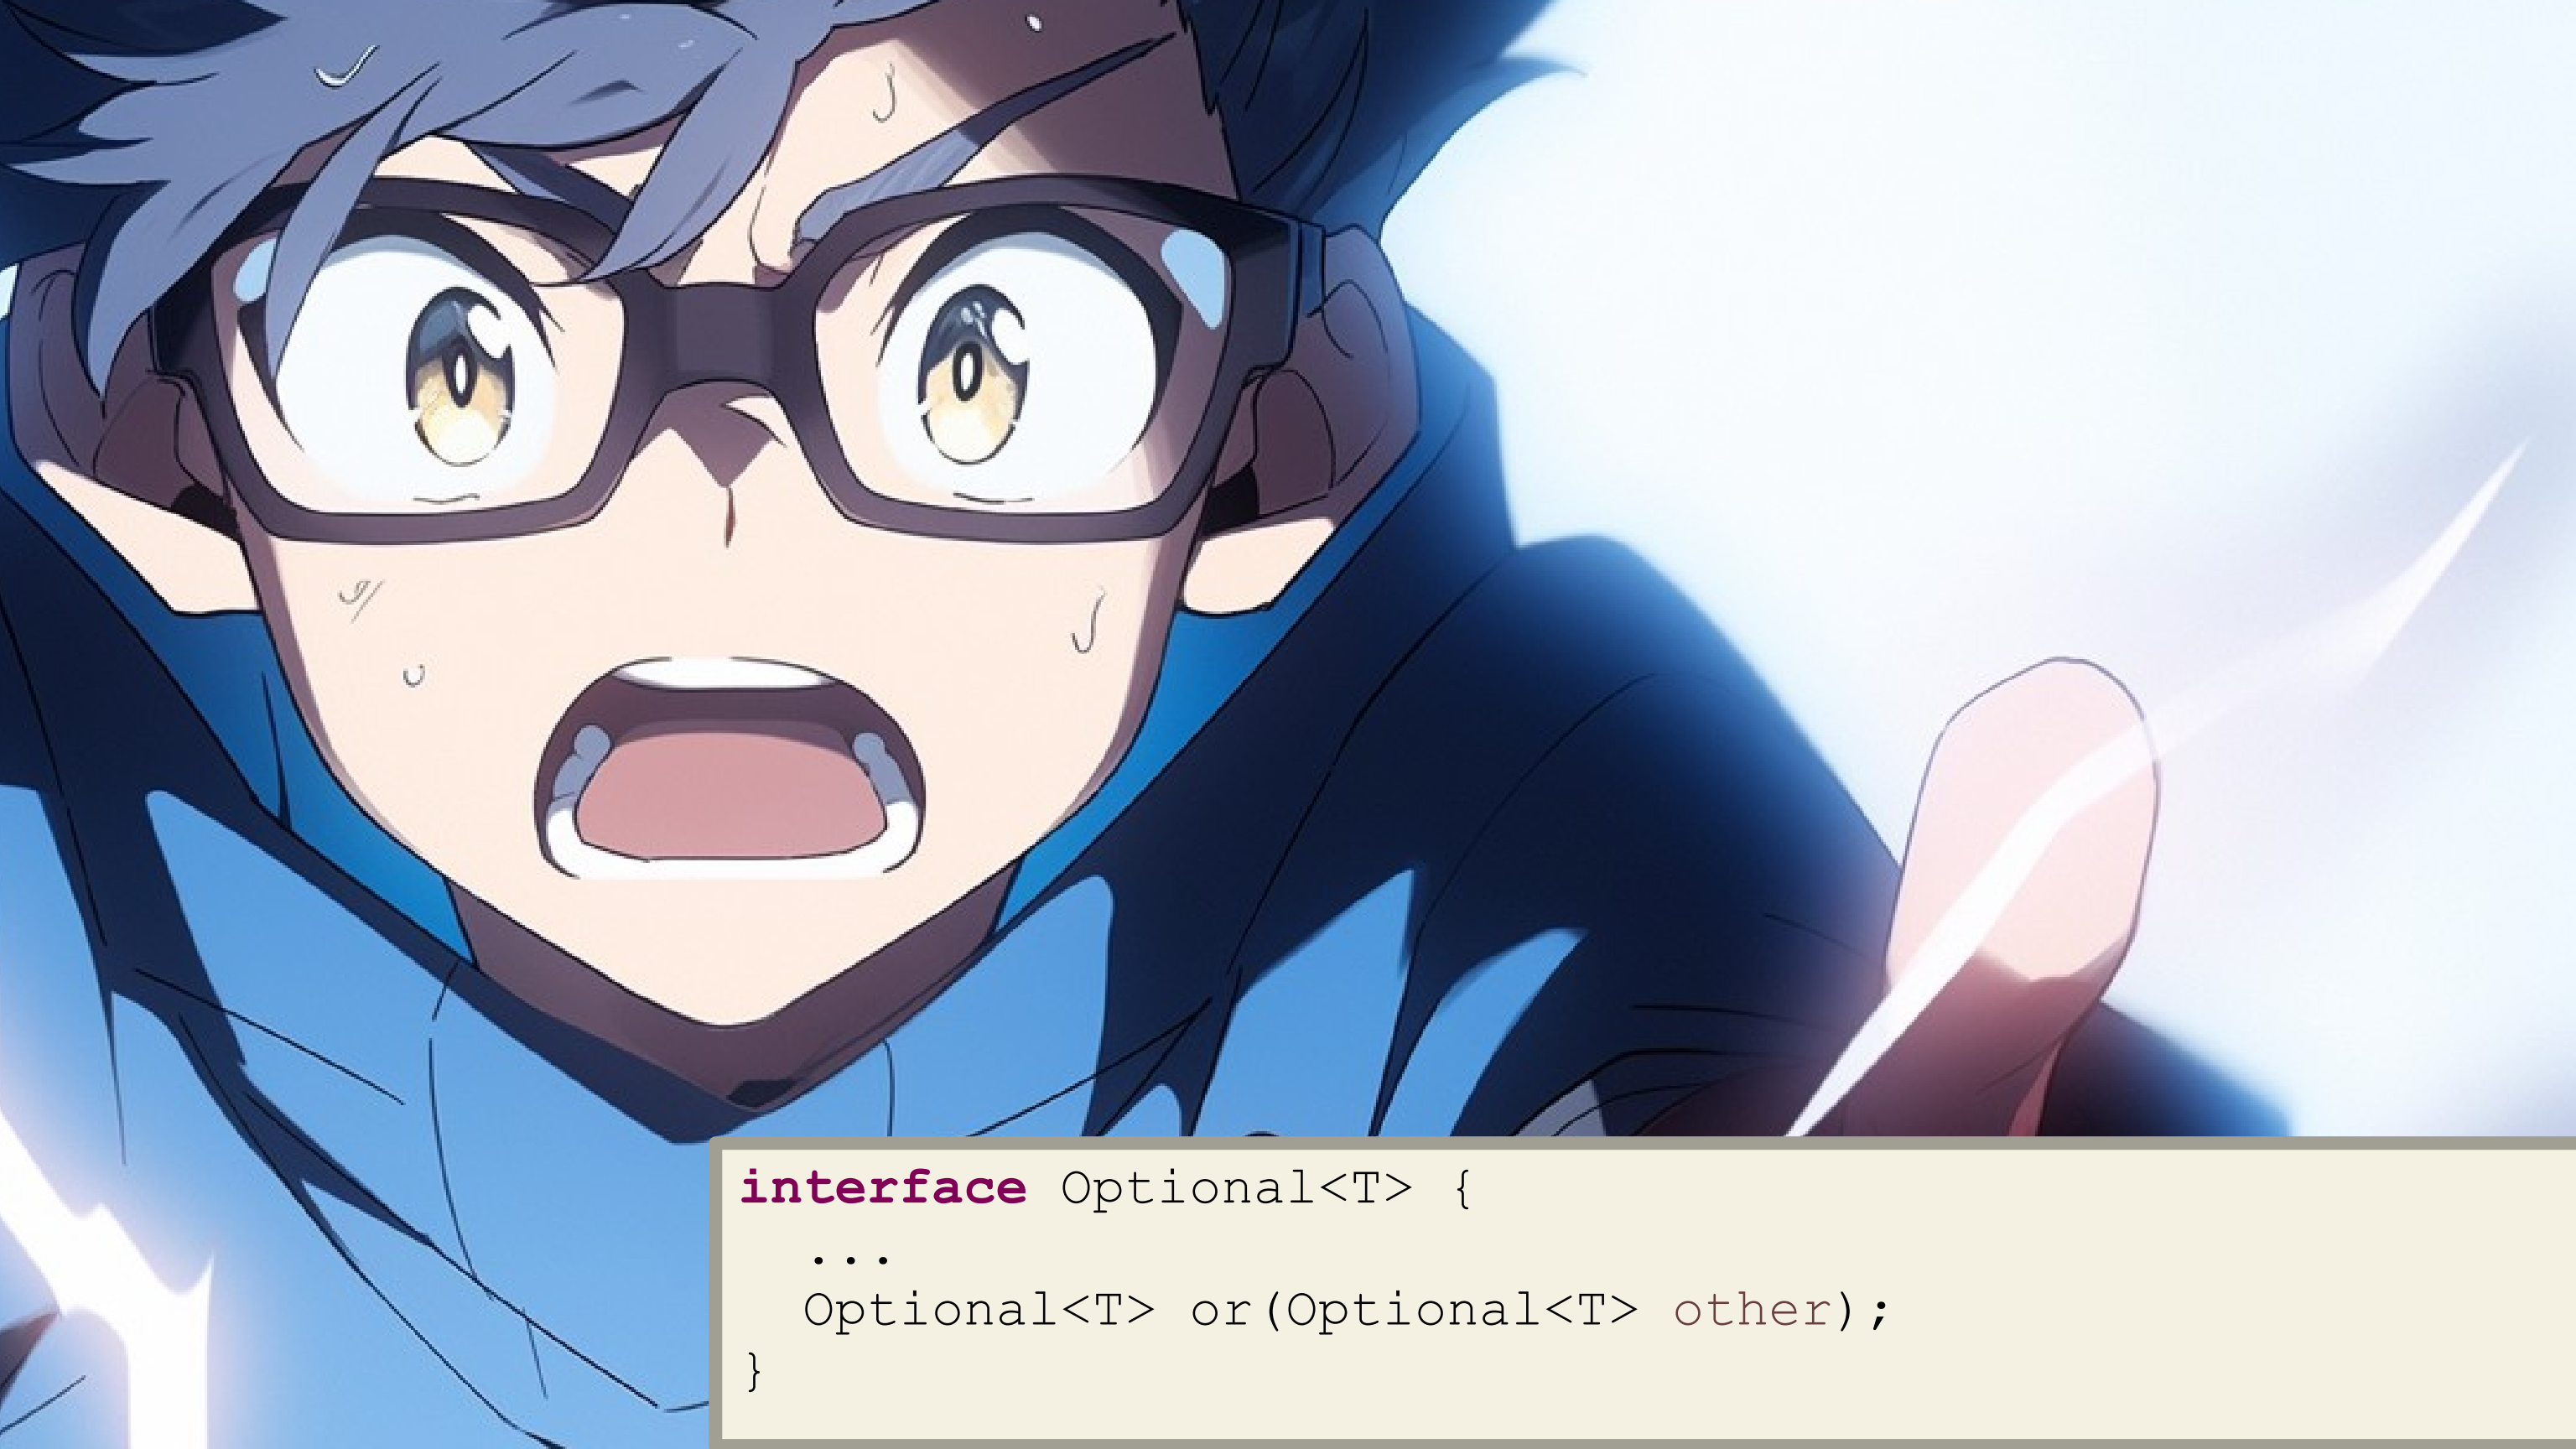 interface Optional<T> {
  ...
  Optional<T> or(Optional<T> other);
}